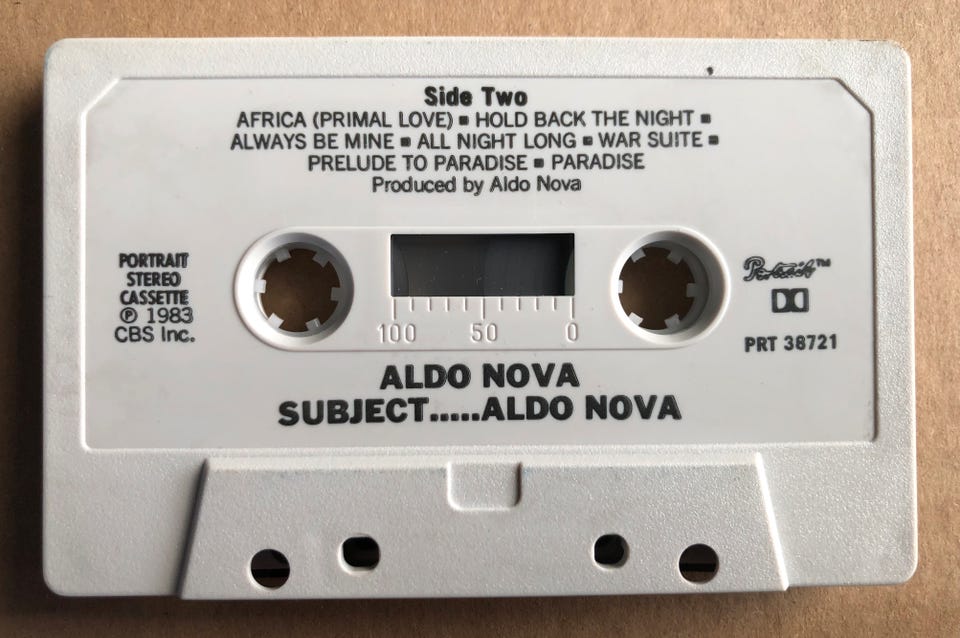 Side Two
AFRICA (PRIMAL LOVE) ▪ HOLD BACK THE NIGHT ▪
ALWAYS BE MINE ▪ ALL NIGHT LONG ▪ WAR SUITE ▪
PRELUDE TO PARADISE ▪ PARADISE
Produced by Aldo Nova
PORTRAIT
STEREO
CASSETTE
℗ 1983
CBS Inc.
100 50 0
Portrait™
PRT 38721
ALDO NOVA
SUBJECT.....ALDO NOVA